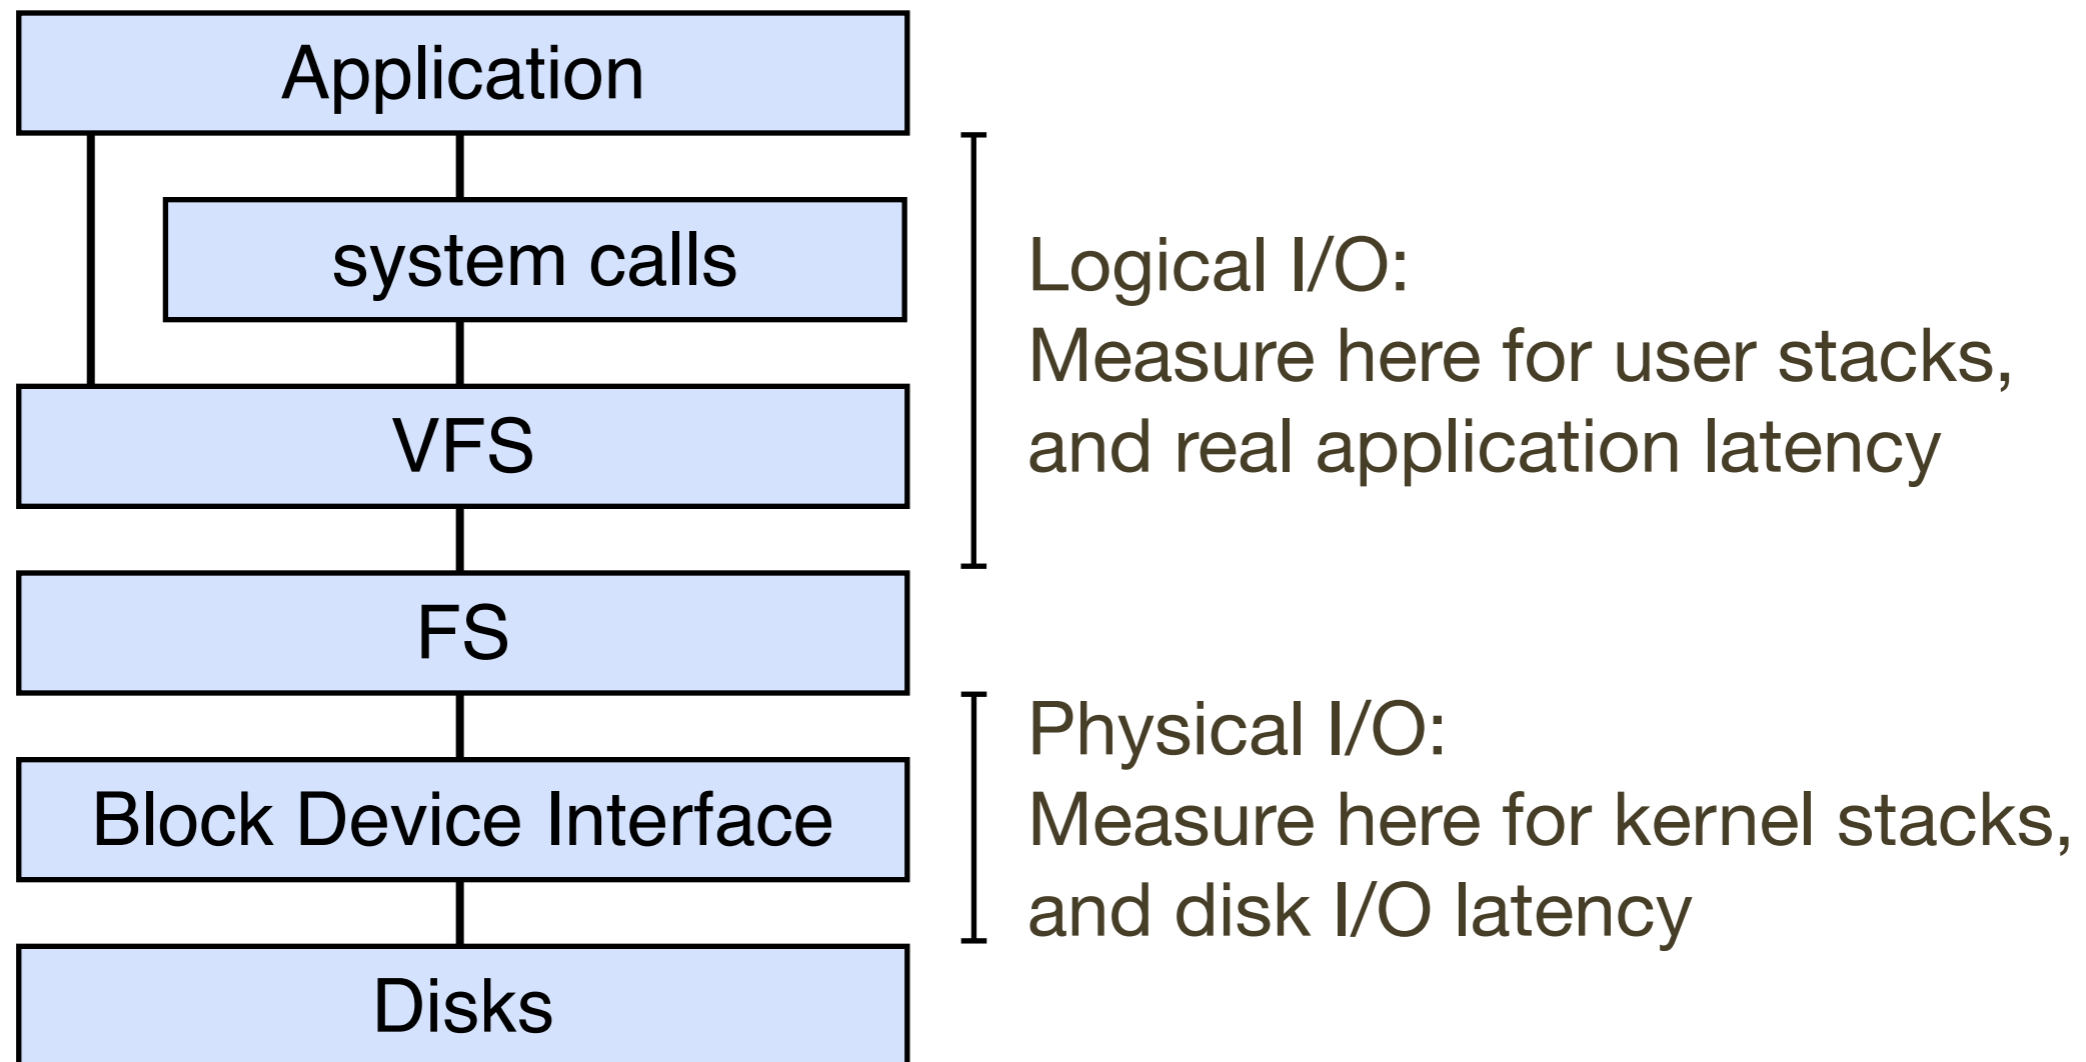 Application
system calls
VFS
FS
Block Device Interface
Disks
Logical I/O:
Measure here for user stacks,
and real application latency
Physical I/O:
Measure here for kernel stacks,
and disk I/O latency